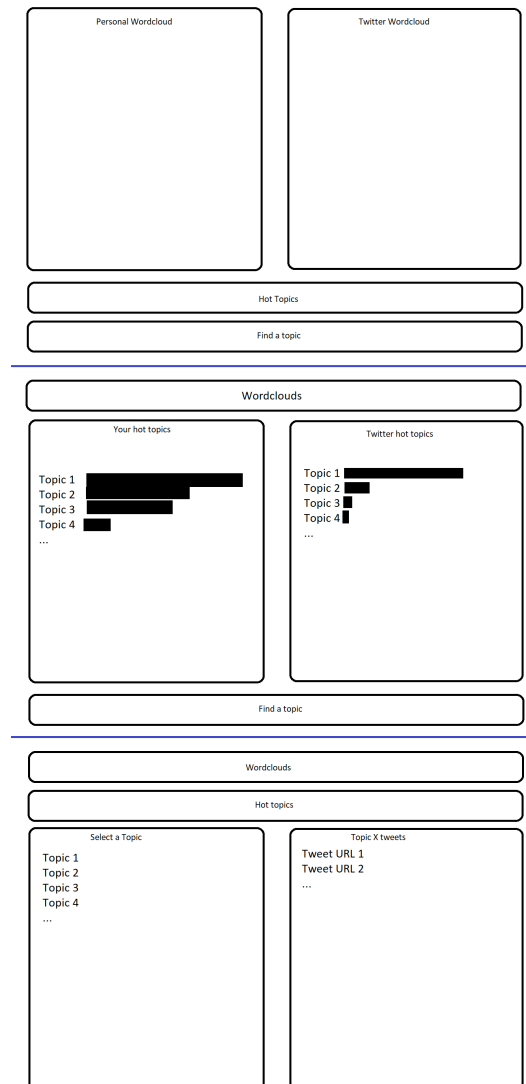 Personal Wordcloud
Twitter Wordcloud
Hot Topics
Find a topic
Wordclouds
Your hot topics
Topic 1
Topic 2
Topic 3
Topic 4
...
Twitter hot topics
Topic 1
Topic 2
Topic 3
Topic 4
...
Find a topic
Wordclouds
Hot topics
Select a Topic
Topic 1
Topic 2
Topic 3
Topic 4
...
Topic X tweets
Tweet URL 1
Tweet URL 2
...